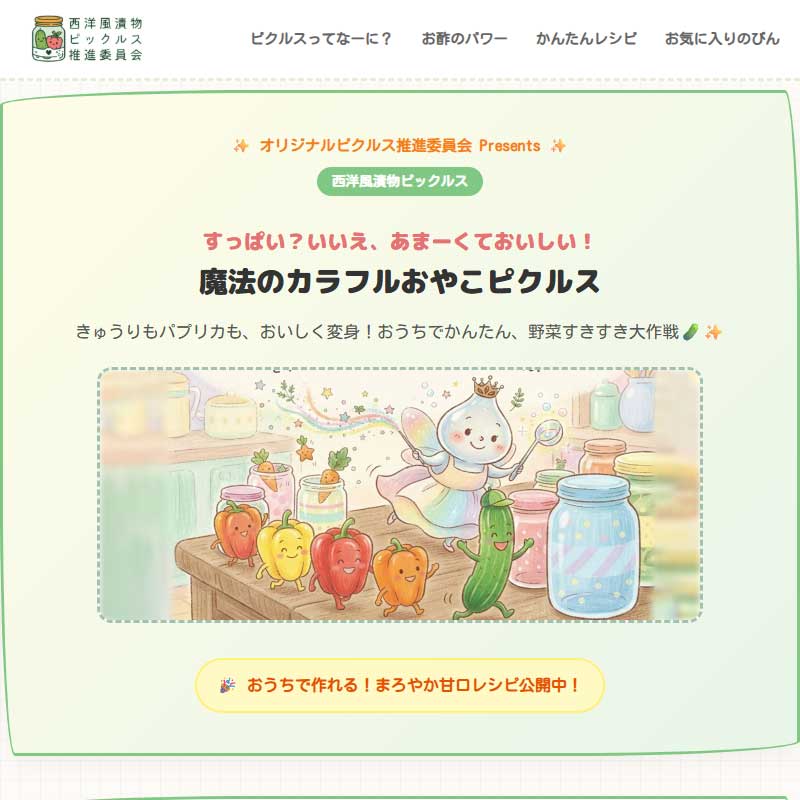 西洋風漬物
ピックルス
推進委員会
ピクルスってなーに？ お酢のパワー かんたんレシピ お気に入りのびん
✨ オリジナルピクルス推進委員会 Presents ✨
西洋風漬物ピックルス
すっぱい？いいえ、あまーくておいしい！
魔法のカラフルおやこピクルス
きゅうりもパプリカも、おいしく変身！おうちでかんたん、野菜すきすき大作戦🥒✨
🎉 おうちで作れる！まろやか甘口レシピ公開中！